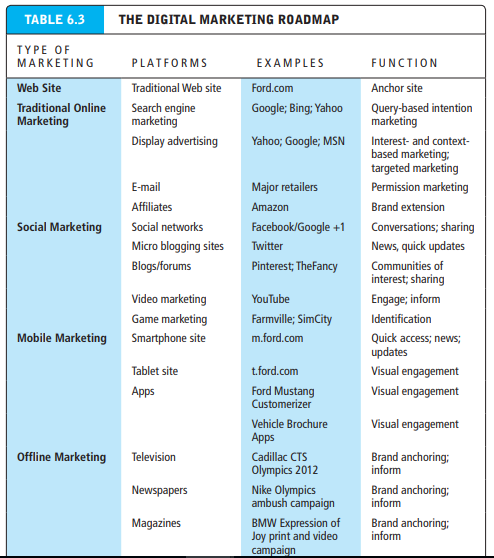 TABLE 6.3 THE DIGITAL MARKETING ROADMAP
TYPE OF
MARKETING PLATFORMS EXAMPLES FUNCTION
Web Site Traditional Web site Ford.com Anchor site
Traditional Online Search engine Google; Bing; Yahoo Query-based intention
Marketing marketing marketing
Display advertising Yahoo; Google; MSN Interest- and context-
based marketing;
targeted marketing
E-mail Major retailers Permission marketing
Affiliates Amazon Brand extension
Social Marketing Social networks Facebook/Google +1 Conversations; sharing
Micro blogging sites Twitter News, quick updates
Blogs/forums Pinterest; TheFancy Communities of
interest; sharing
Video marketing YouTube Engage; inform
Game marketing Farmville; SimCity Identification
Mobile Marketing Smartphone site m.ford.com Quick access; news;
updates
Tablet site t.ford.com Visual engagement
Apps Ford Mustang Visual engagement
Customerizer
Vehicle Brochure Visual engagement
Apps
Offline Marketing Television Cadillac CTS Brand anchoring;
Olympics 2012 inform
Newspapers Nike Olympics Brand anchoring;
ambush campaign inform
Magazines BMW Expression of Brand anchoring;
Joy print and video inform
campaign